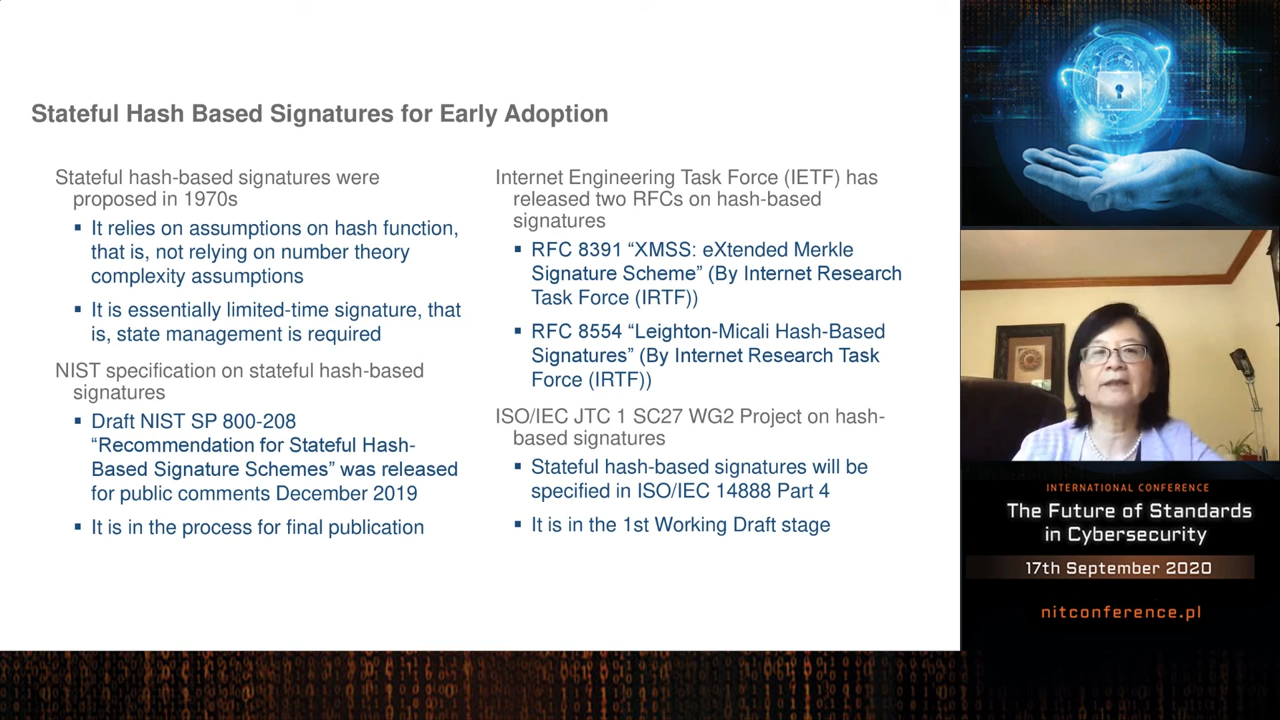 Stateful Hash Based Signatures for Early Adoption
Stateful hash-based signatures were
proposed in 1970s
▪ It relies on assumptions on hash function,
that is, not relying on number theory
complexity assumptions
▪ It is essentially limited-time signature, that
is, state management is required
NIST specification on stateful hash-based
signatures
▪ Draft NIST SP 800-208
“Recommendation for Stateful Hash-
Based Signature Schemes” was released
for public comments December 2019
▪ It is in the process for final publication
Internet Engineering Task Force (IETF) has
released two RFCs on hash-based
signatures
▪ RFC 8391 “XMSS: eXtended Merkle
Signature Scheme” (By Internet Research
Task Force (IRTF))
▪ RFC 8554 “Leighton-Micali Hash-Based
Signatures” (By Internet Research Task
Force (IRTF))
ISO/IEC JTC 1 SC27 WG2 Project on hash-
based signatures
▪ Stateful hash-based signatures will be
specified in ISO/IEC 14888 Part 4
▪ It is in the 1st Working Draft stage
INTERNATIONAL CONFERENCE
The Future of Standards
in Cybersecurity
17th September 2020
nitconference.pl